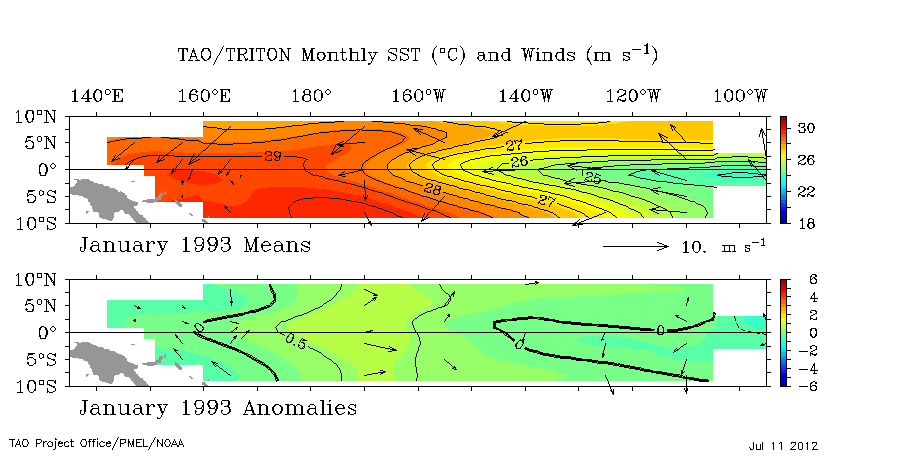 TAO/TRITON Monthly SST (°C) and Winds (m s⁻¹)
140°E 160°E 180° 160°W 140°W 120°W 100°W
10°N
5°N
0°
5°S
10°S
29
28
27
26
25
27
30
26
22
18
January 1993 Means
10. m s⁻¹
10°N
5°N
0°
5°S
10°S
0
0.5
0
0
6
4
2
0
-2
-4
-6
January 1993 Anomalies
TAO Project Office/PMEL/NOAA
Jul 11 2012